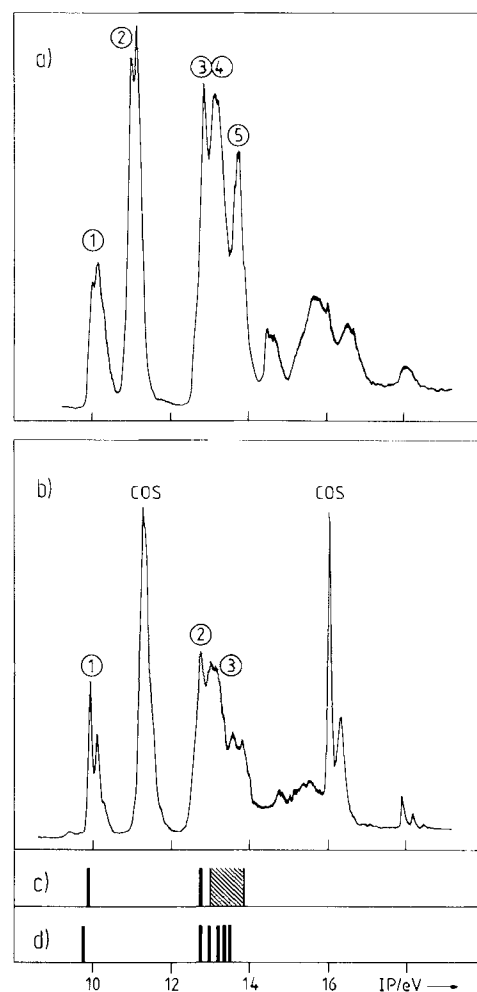 a)
① ② ③ ④ ⑤
b)
COS COS
① ② ③
c)
d)
10 12 14 16 IP/eV →